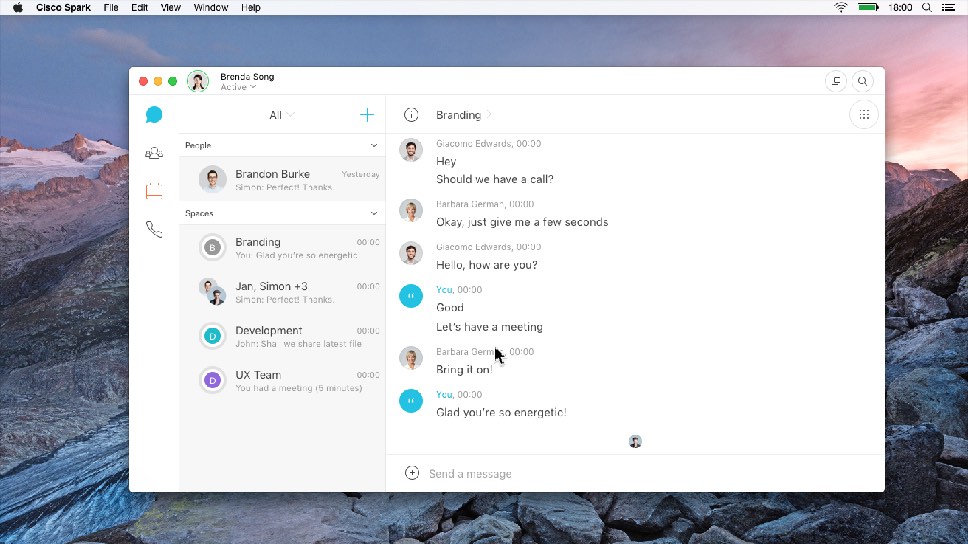 Cisco Spark File Edit View Window Help 18:00
Brenda Song
Active
All
Branding
People
Brandon Burke Yesterday
Simon: Perfect! Thanks.
Spaces
Branding 00:00
You: Glad you're so energetic
Jan, Simon +3 00:00
Simon: Perfect! Thanks.
Development 00:00
John: Shall we share latest file
UX Team 00:00
You had a meeting (5 minutes)
Giacomo Edwards, 00:00
Hey
Should we have a call?
Barbara German, 00:00
Okay, just give me a few seconds
Giacomo Edwards, 00:00
Hello, how are you?
You, 00:00
Good
Let's have a meeting
Barbara German, 00:00
Bring it on!
You, 00:00
Glad you're so energetic!
Send a message
B
D
D